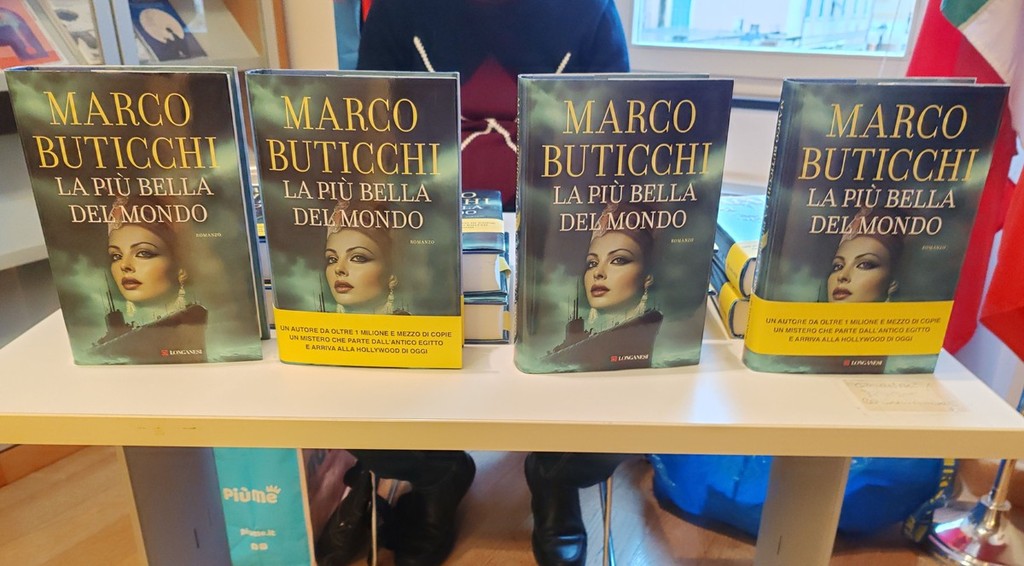 MARCO
BUTICCHI
LA PIÙ BELLA
DEL MONDO
ROMANZO
LONGANESI
MARCO
BUTICCHI
LA PIÙ BELLA
DEL MONDO
ROMANZO
UN AUTORE DA OLTRE 1 MILIONE E MEZZO DI COPIE
UN MISTERO CHE PARTE DALL'ANTICO EGITTO
E ARRIVA ALLA HOLLYWOOD DI OGGI
MARCO
BUTICCHI
LA PIÙ BELLA
DEL MONDO
ROMANZO
LONGANESI
MARCO
BUTICCHI
LA PIÙ BELLA
DEL MONDO
ROMANZO
UN AUTORE DA OLTRE 1 MILIONE E MEZZO DI COPIE
UN MISTERO CHE PARTE DALL'ANTICO EGITTO
E ARRIVA ALLA HOLLYWOOD DI OGGI
LONGANESI
PIÙMe
piume.it